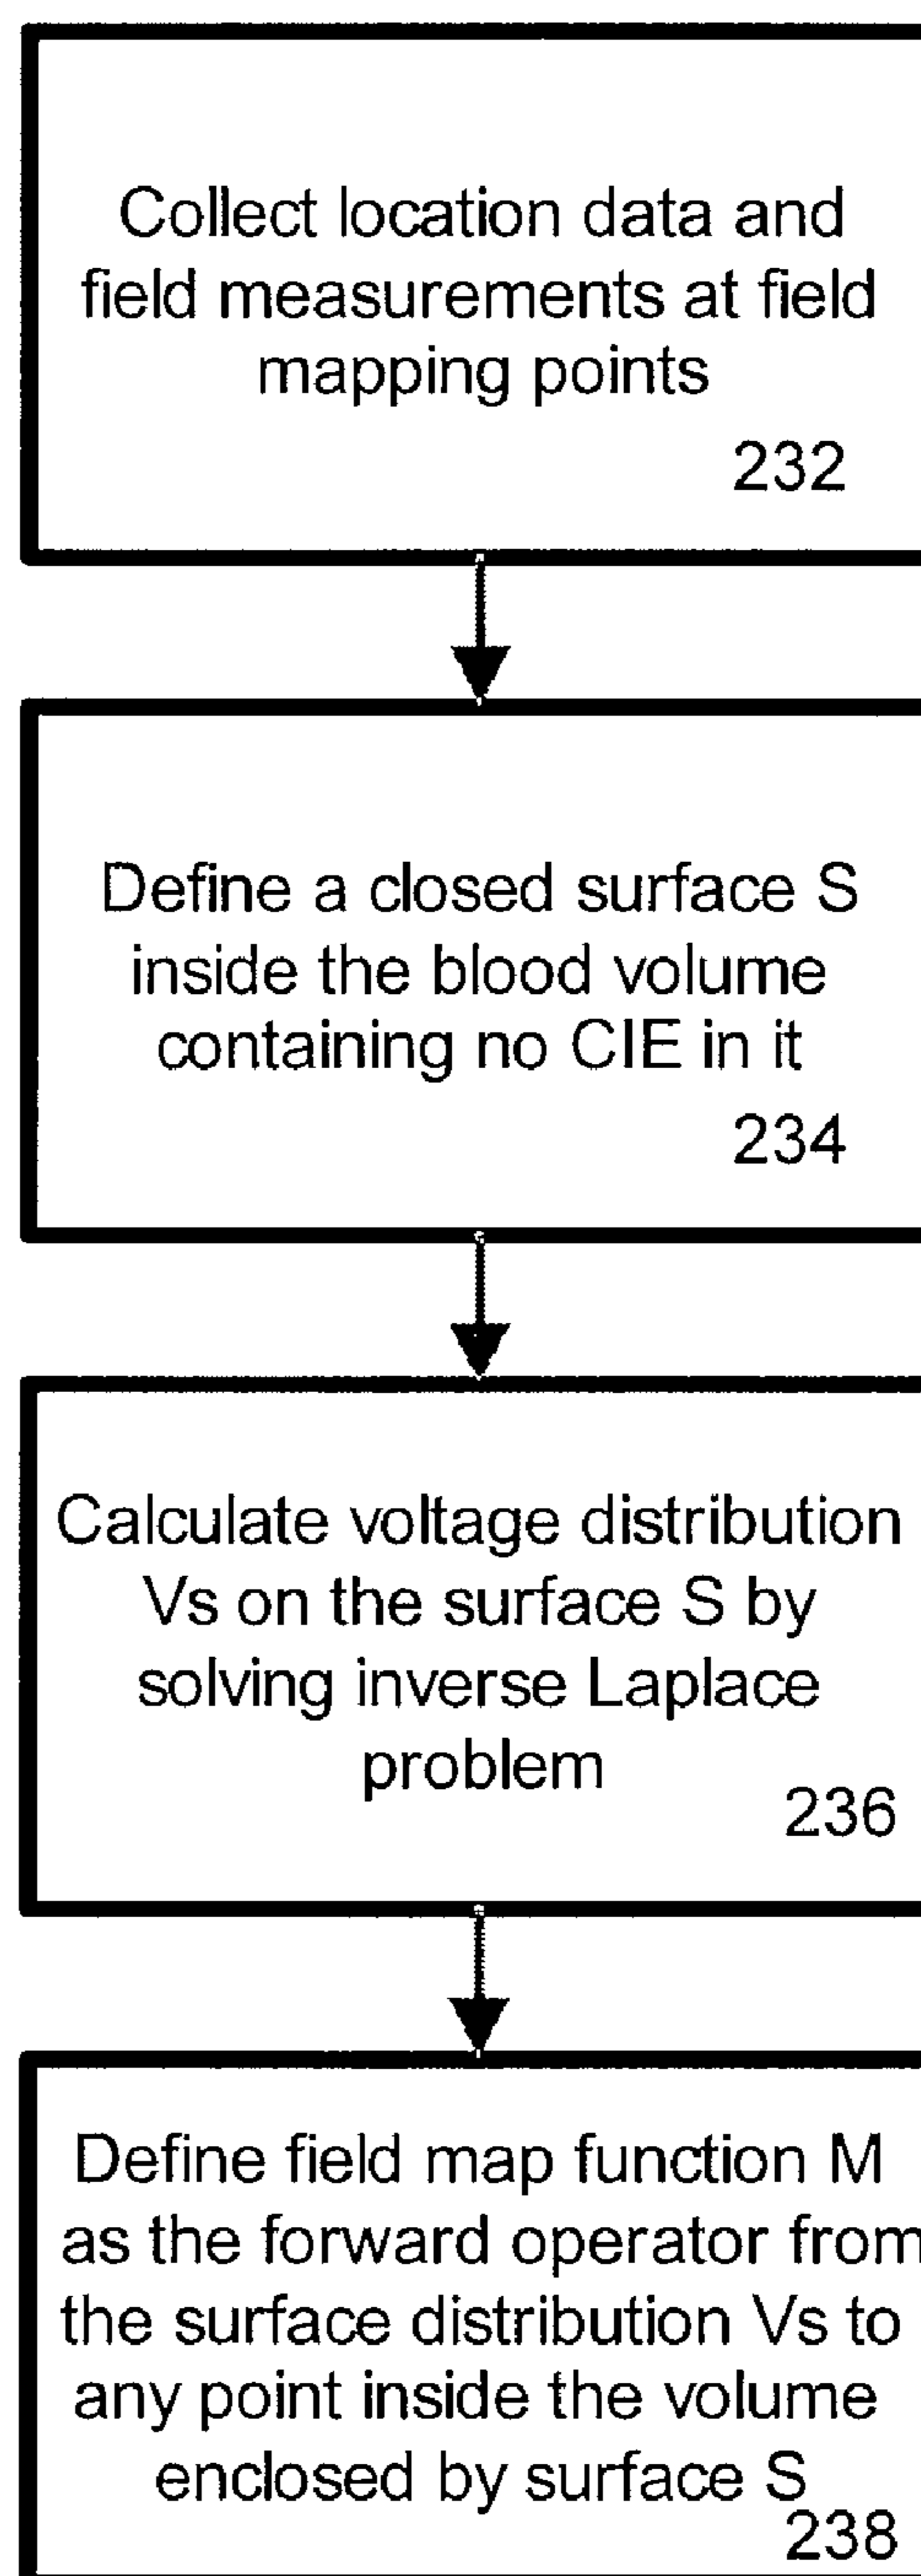 Collect location data and
field measurements at field
mapping points
232
Define a closed surface S
inside the blood volume
containing no CIE in it
234
Calculate voltage distribution
Vs on the surface S by
solving inverse Laplace
problem
236
Define field map function M
as the forward operator from
the surface distribution Vs to
any point inside the volume
enclosed by surface S
238